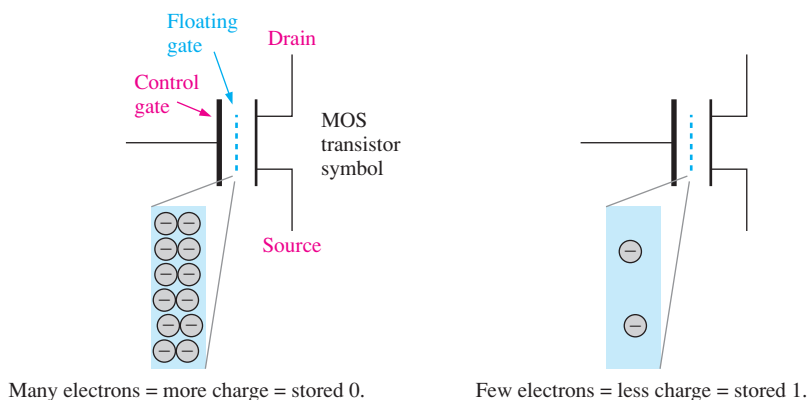 Floating
gate
Drain
Control
gate
MOS
transistor
symbol
Source
Many electrons = more charge = stored 0.
Few electrons = less charge = stored 1.